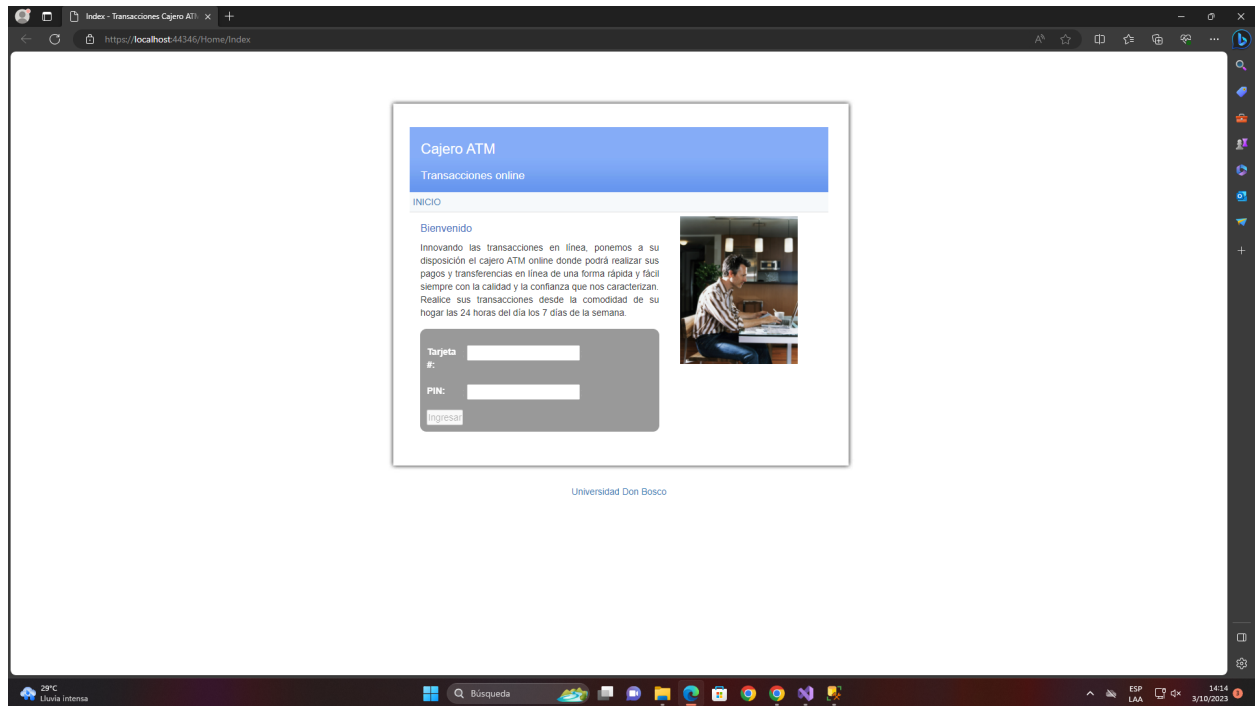 Index - Transacciones Cajero ATM
https://localhost:44346/Home/Index
Cajero ATM
Transacciones online
INICIO
Bienvenido
Innovando las transacciones en línea, ponemos a su
disposición el cajero ATM online donde podrá realizar sus
pagos y transferencias en línea de una forma rápida y fácil
siempre con la calidad y la confianza que nos caracterizan.
Realice sus transacciones desde la comodidad de su
hogar las 24 horas del día los 7 días de la semana.
Tarjeta
#:
PIN:
Ingresar
Universidad Don Bosco
29°C
Lluvia intensa
Búsqueda
ESP
LAA
14:14
3/10/2023
3